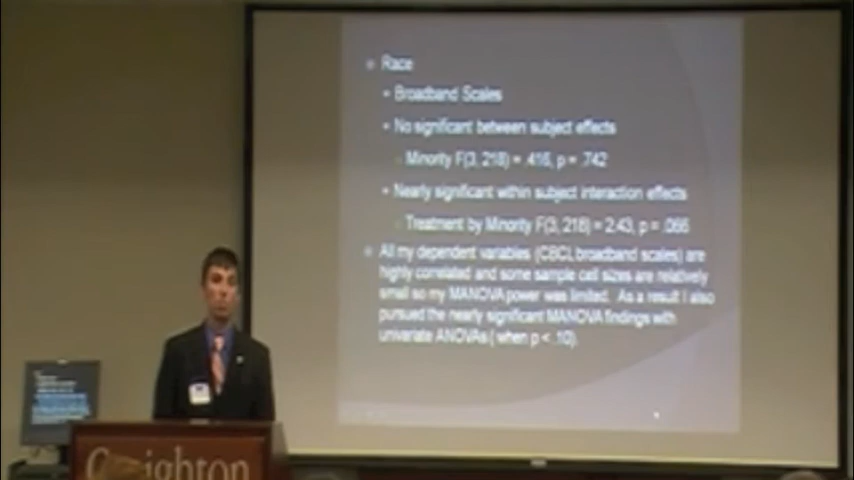 Race
Broadband Scales
No significant between subject effects
Minority F(3, 218) = .416, p = .742
Nearly significant within subject interaction effects
Treatment by Minority F(3, 218) = 2.43, p = .066
All my dependent variables (CBCL broadband scales) are
highly correlated and some sample cell sizes are relatively
small so my MANOVA power was limited. As a result I also
pursued the nearly significant MANOVA findings with
univariate ANOVAs ( when p < .10).
Creighton